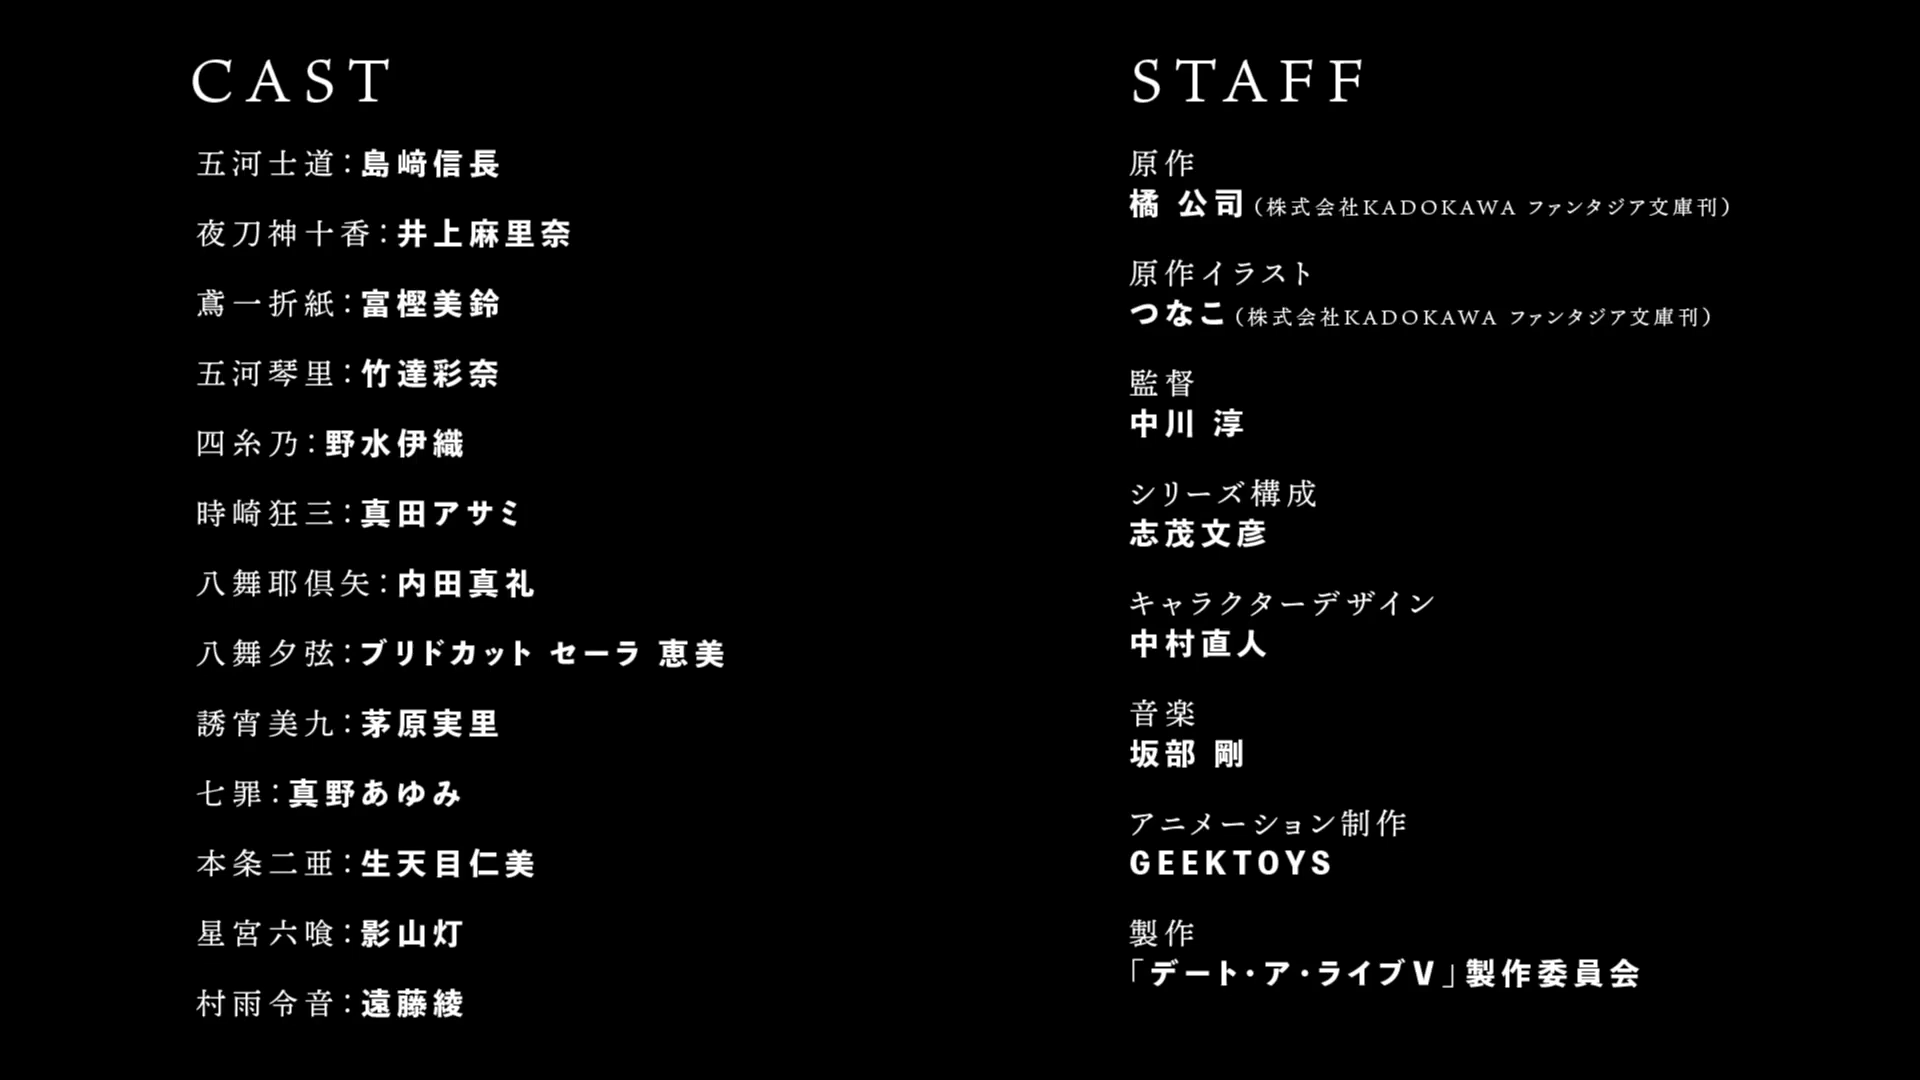 CAST
五河士道：島﨑信長
夜刀神十香：井上麻里奈
鳶一折紙：富樫美鈴
五河琴里：竹達彩奈
四糸乃：野水伊織
時崎狂三：真田アサミ
八舞耶倶矢：内田真礼
八舞夕弦：ブリドカット セーラ 恵美
誘宵美九：茅原実里
七罪：真野あゆみ
本条二亜：生天目仁美
星宮六喰：影山灯
村雨令音：遠藤綾
STAFF
原作
橘 公司（株式会社KADOKAWA ファンタジア文庫刊）
原作イラスト
つなこ（株式会社KADOKAWA ファンタジア文庫刊）
監督
中川 淳
シリーズ構成
志茂文彦
キャラクターデザイン
中村直人
音楽
坂部 剛
アニメーション制作
GEEKTOYS
製作
「デート・ア・ライブⅤ」製作委員会